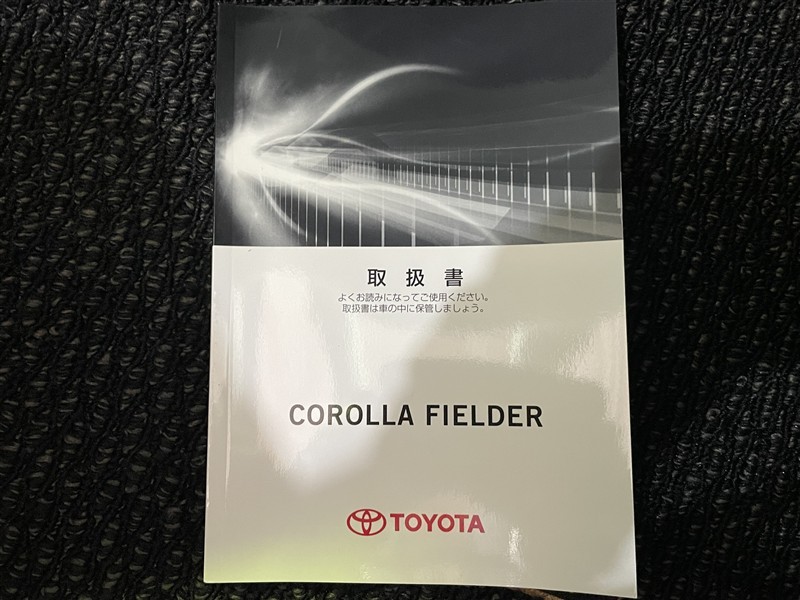 取扱書
よくお読みになってご使用ください。
取扱書は車の中に保管しましょう。
COROLLA FIELDER
TOYOTA